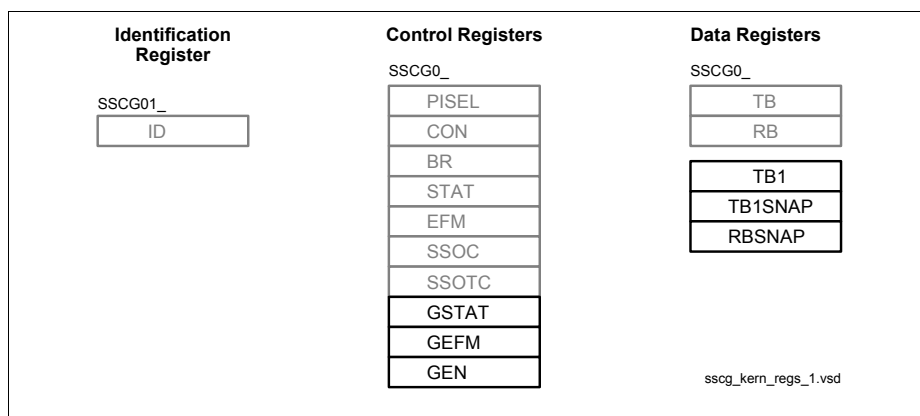 Identification
Register
SSCG01_
ID
Control Registers
SSCG0_
PISEL
CON
BR
STAT
EFM
SSOC
SSOTC
GSTAT
GEFM
GEN
Data Registers
SSCG0_
TB
RB
TB1
TB1SNAP
RBSNAP
sscg_kern_regs_1.vsd